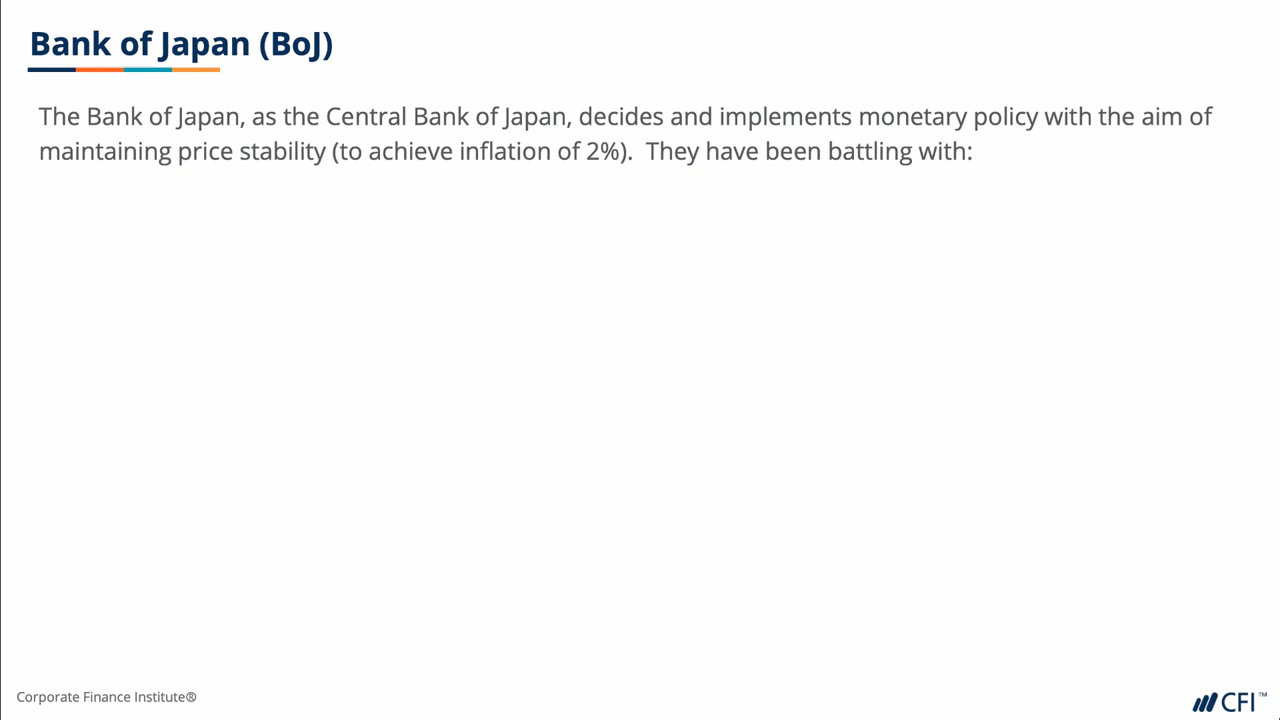 Bank of Japan (BoJ)
The Bank of Japan, as the Central Bank of Japan, decides and implements monetary policy with the aim of
maintaining price stability (to achieve inflation of 2%).  They have been battling with:
Corporate Finance Institute®
CFI™